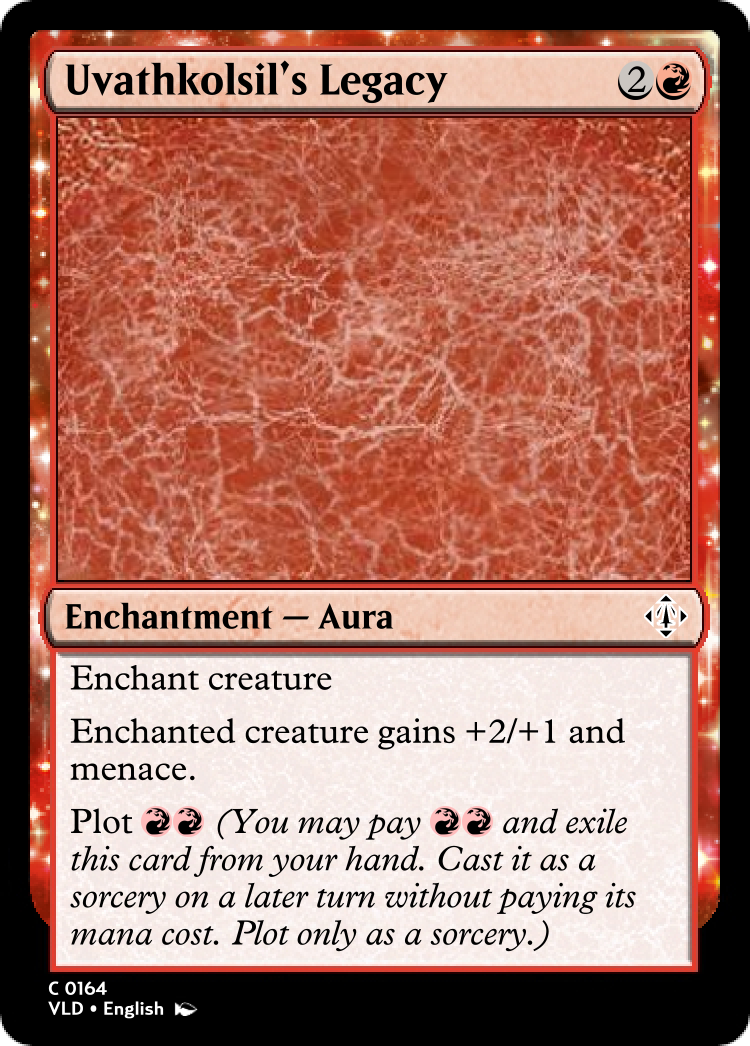 Uvathkolsil's Legacy 2
Enchantment — Aura
Enchant creature
Enchanted creature gains +2/+1 and
menace.
Plot (You may pay and exile
this card from your hand. Cast it as a
sorcery on a later turn without paying its
mana cost. Plot only as a sorcery.)
C 0164
VLD • English